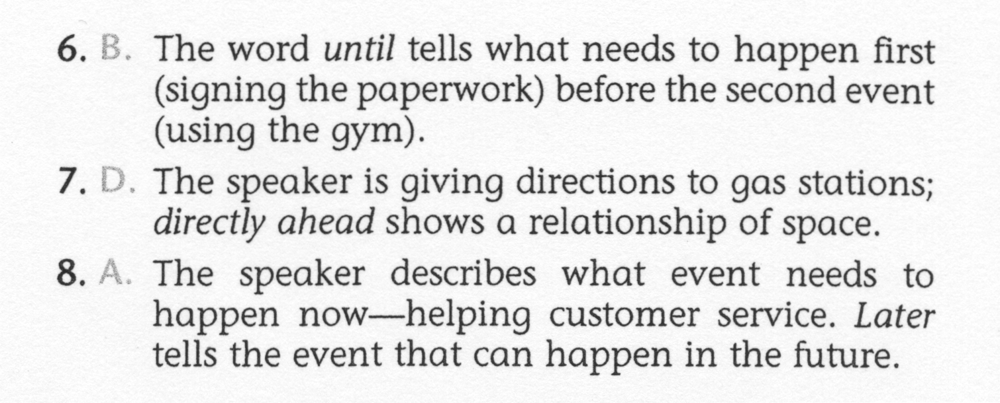 6. B. The word until tells what needs to happen first
(signing the paperwork) before the second event
(using the gym).
7. D. The speaker is giving directions to gas stations;
directly ahead shows a relationship of space.
8. A. The speaker describes what event needs to
happen now—helping customer service. Later
tells the event that can happen in the future.